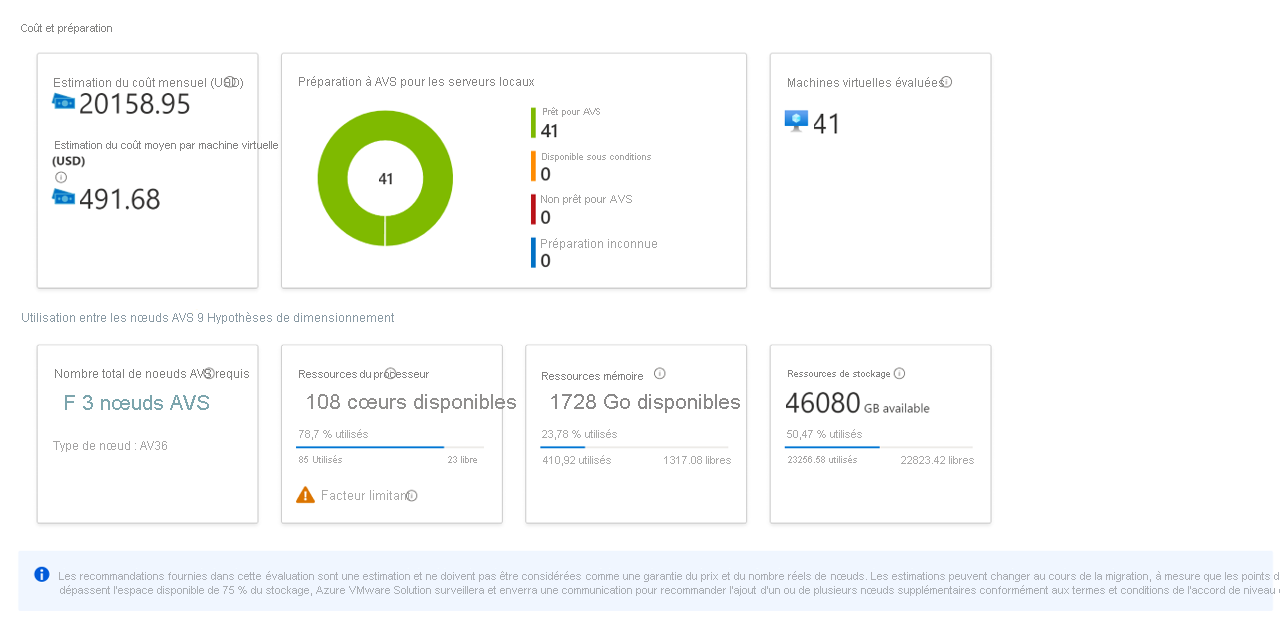 Coût et préparation
Estimation du coût mensuel (USD)
20158.95
Estimation du coût moyen par machine virtuelle
(USD)
491.68
Préparation à AVS pour les serveurs locaux
41
Prêt pour AVS
41
Disponible sous conditions
0
Non prêt pour AVS
0
Préparation inconnue
0
Machines virtuelles évaluées
41
Utilisation entre les nœuds AVS 9 Hypothèses de dimensionnement
Nombre total de noeuds AVS requis
F 3 nœuds AVS
Type de nœud : AV36
Ressources du processeur
108 cœurs disponibles
78,7 % utilisés
85 Utilisés 23 libre
Facteur limitant
Ressources mémoire
1728 Go disponibles
23,78 % utilisés
410,92 utilisés 1317.08 libres
Ressources de stockage
46080 GB available
50,47 % utilisés
23256.58 utilisés 22823.42 libres
Les recommandations fournies dans cette évaluation sont une estimation et ne doivent pas être considérées comme une garantie du prix et du nombre réels de nœuds. Les estimations peuvent changer au cours de la migration, à mesure que les points d
dépassent l'espace disponible de 75 % du stockage, Azure VMware Solution surveillera et enverra une communication pour recommander l'ajout d'un ou de plusieurs nœuds supplémentaires conformément aux termes et conditions de l'accord de niveau